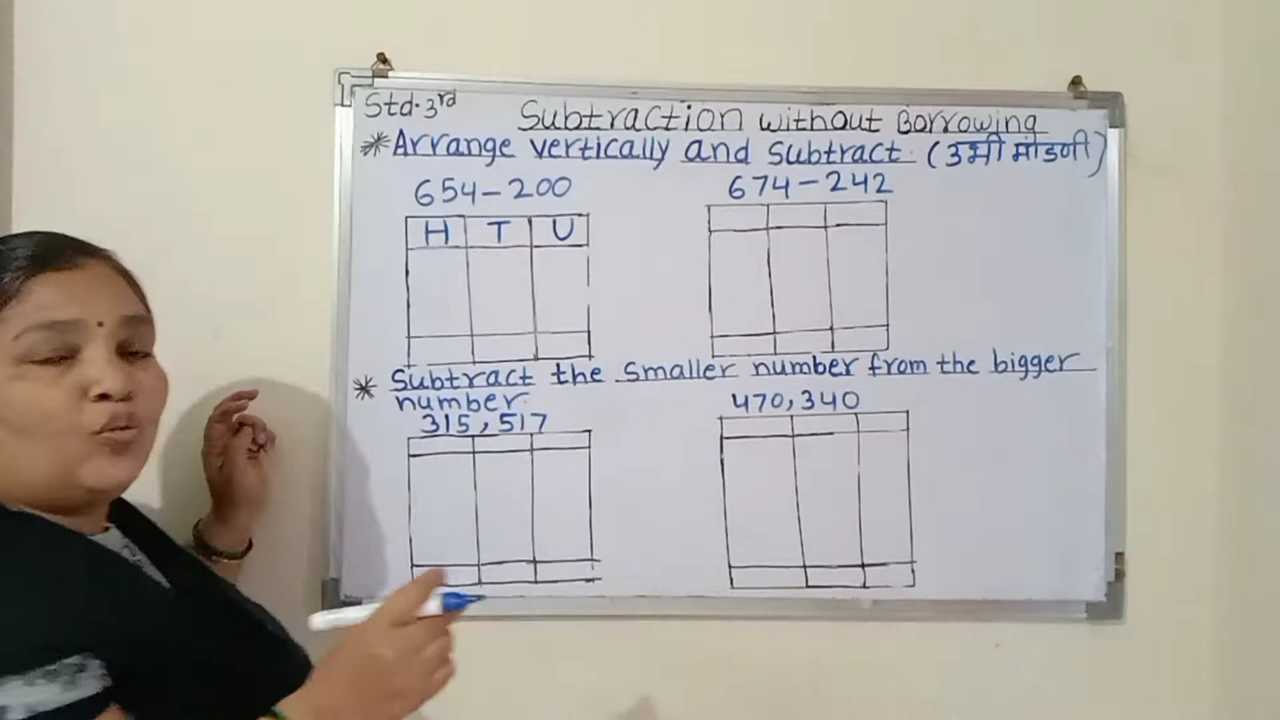 Std. 3rd
Subtraction without Borrowing
* Arrange vertically and subtract. (उभी मांडणी)
654-200
674-242
H T U
* Subtract the smaller number from the bigger
number.
315, 517
470, 340